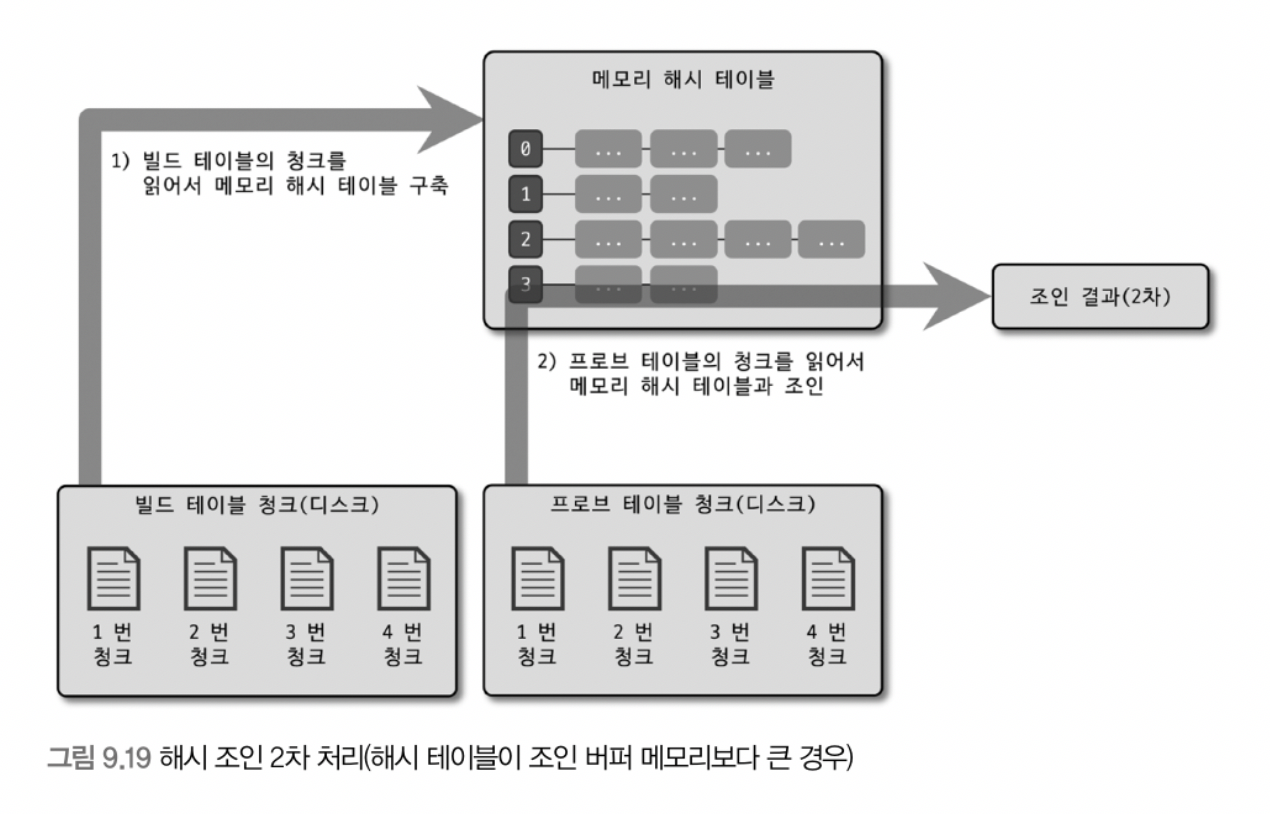 메모리 해시 테이블
0
... ... ...
1) 빌드 테이블의 청크를
읽어서 메모리 해시 테이블 구축
1
... ...
2
... ... ... ...
3
... ...
조인 결과(2차)
2) 프로브 테이블의 청크를 읽어서
메모리 해시 테이블과 조인
빌드 테이블 청크(디스크)
1 번
청크
2 번
청크
3 번
청크
4 번
청크
프로브 테이블 청크(디스크)
1 번
청크
2 번
청크
3 번
청크
4 번
청크
그림 9.19 해시 조인 2차 처리(해시 테이블이 조인 버퍼 메모리보다 큰 경우)